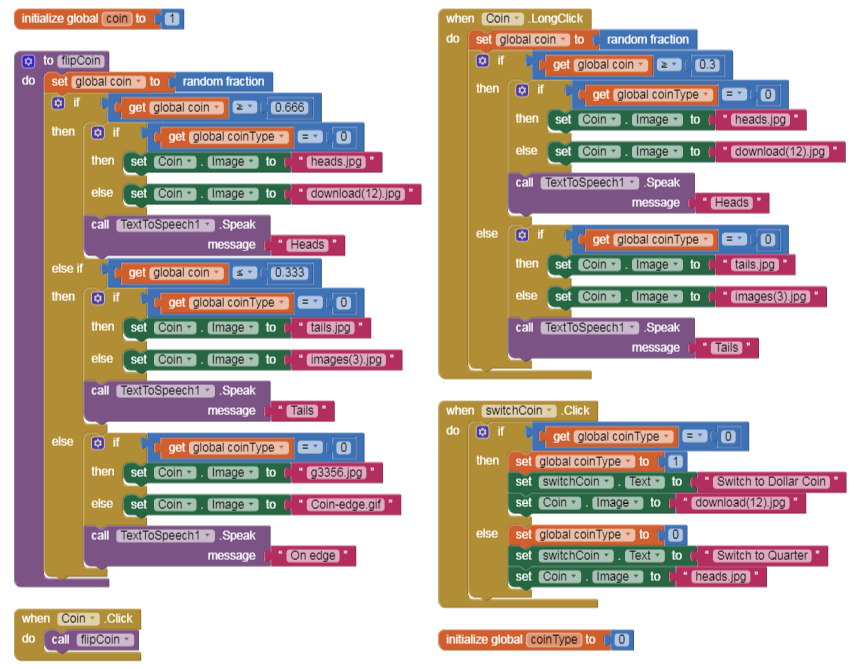 initialize global coin to 1
to flipCoin
do set global coin to random fraction
if get global coin ≥ 0.666
then if get global coinType = 0
then set Coin . Image to " heads.jpg "
else set Coin . Image to " download(12).jpg "
call TextToSpeech1 .Speak
message " Heads "
else if get global coin ≤ 0.333
then if get global coinType = 0
then set Coin . Image to " tails.jpg "
else set Coin . Image to " images(3).jpg "
call TextToSpeech1 .Speak
message " Tails "
else if get global coinType = 0
then set Coin . Image to " g3356.jpg "
else set Coin . Image to " Coin-edge.gif "
call TextToSpeech1 .Speak
message " On edge "
when Coin .Click
do call flipCoin
when Coin .LongClick
do set global coin to random fraction
if get global coin ≥ 0.3
then if get global coinType = 0
then set Coin . Image to " heads.jpg "
else set Coin . Image to " download(12).jpg "
call TextToSpeech1 .Speak
message " Heads "
else if get global coinType = 0
then set Coin . Image to " tails.jpg "
else set Coin . Image to " images(3).jpg "
call TextToSpeech1 .Speak
message " Tails "
when switchCoin .Click
do if get global coinType = 0
then set global coinType to 1
set switchCoin . Text to " Switch to Dollar Coin "
set Coin . Image to " download(12).jpg "
else set global coinType to 0
set switchCoin . Text to " Switch to Quarter "
set Coin . Image to " heads.jpg "
initialize global coinType to 0